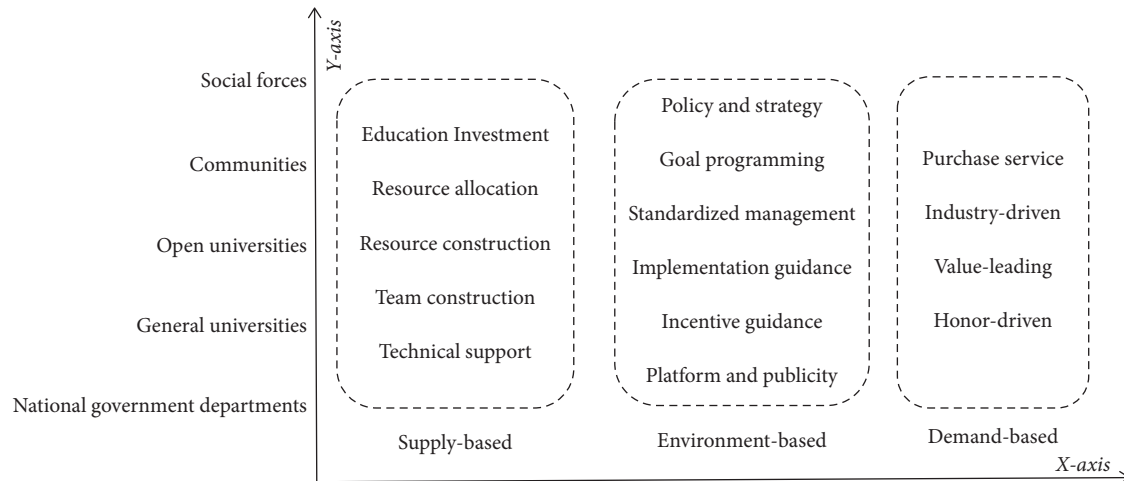 Y-axis
Social forces
Communities
Open universities
General universities
National government departments
Education Investment
Resource allocation
Resource construction
Team construction
Technical support
Supply-based
Policy and strategy
Goal programming
Standardized management
Implementation guidance
Incentive guidance
Platform and publicity
Environment-based
Purchase service
Industry-driven
Value-leading
Honor-driven
Demand-based
X-axis